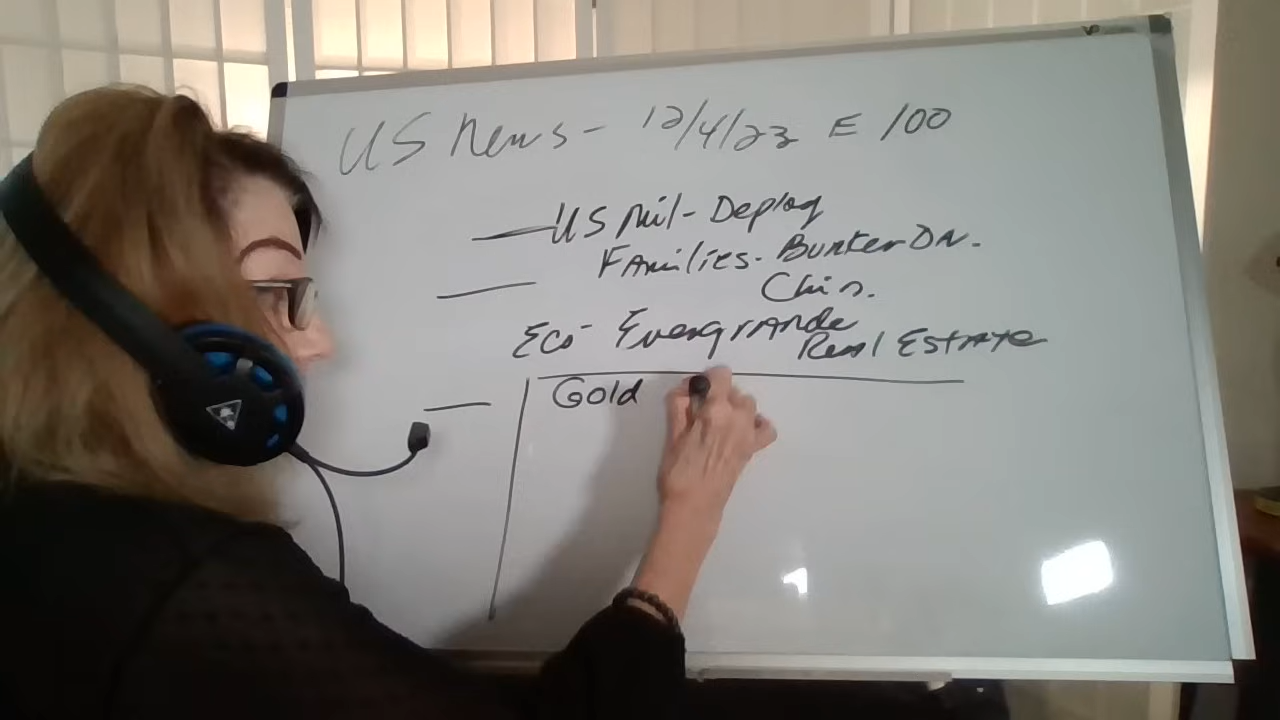 US News - 12/4/23 E 100
US Mil - Deploy
Families - Bunker DN.
Chin.
Eco - Evergrande
Real Estate
Gold